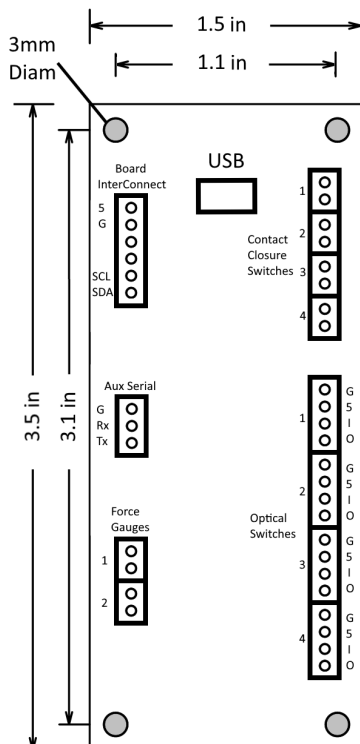 1.5 in
3mm
Diam
1.1 in
Board
InterConnect
USB
5
G
SCL
SDA
1
2
3
4
Contact
Closure
Switches
3.5 in
3.1 in
Aux Serial
G
Rx
Tx
Force
Gauges
1
2
Optical
Switches
1
G
5
I
O
2
G
5
I
O
3
G
5
I
O
4
G
5
I
O